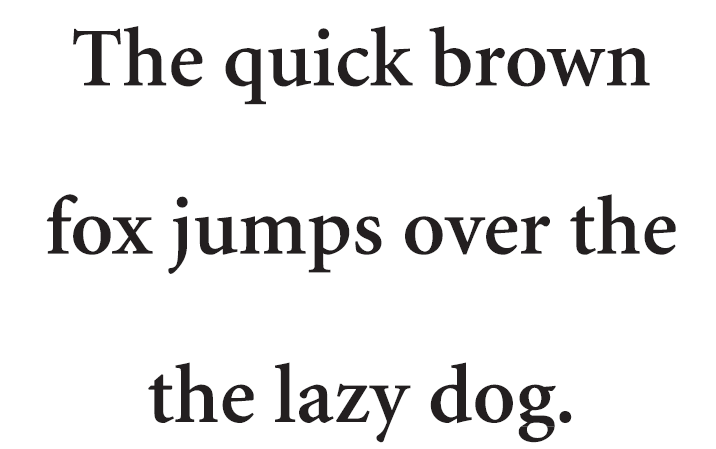 The quick brown
fox jumps over the
the lazy dog.